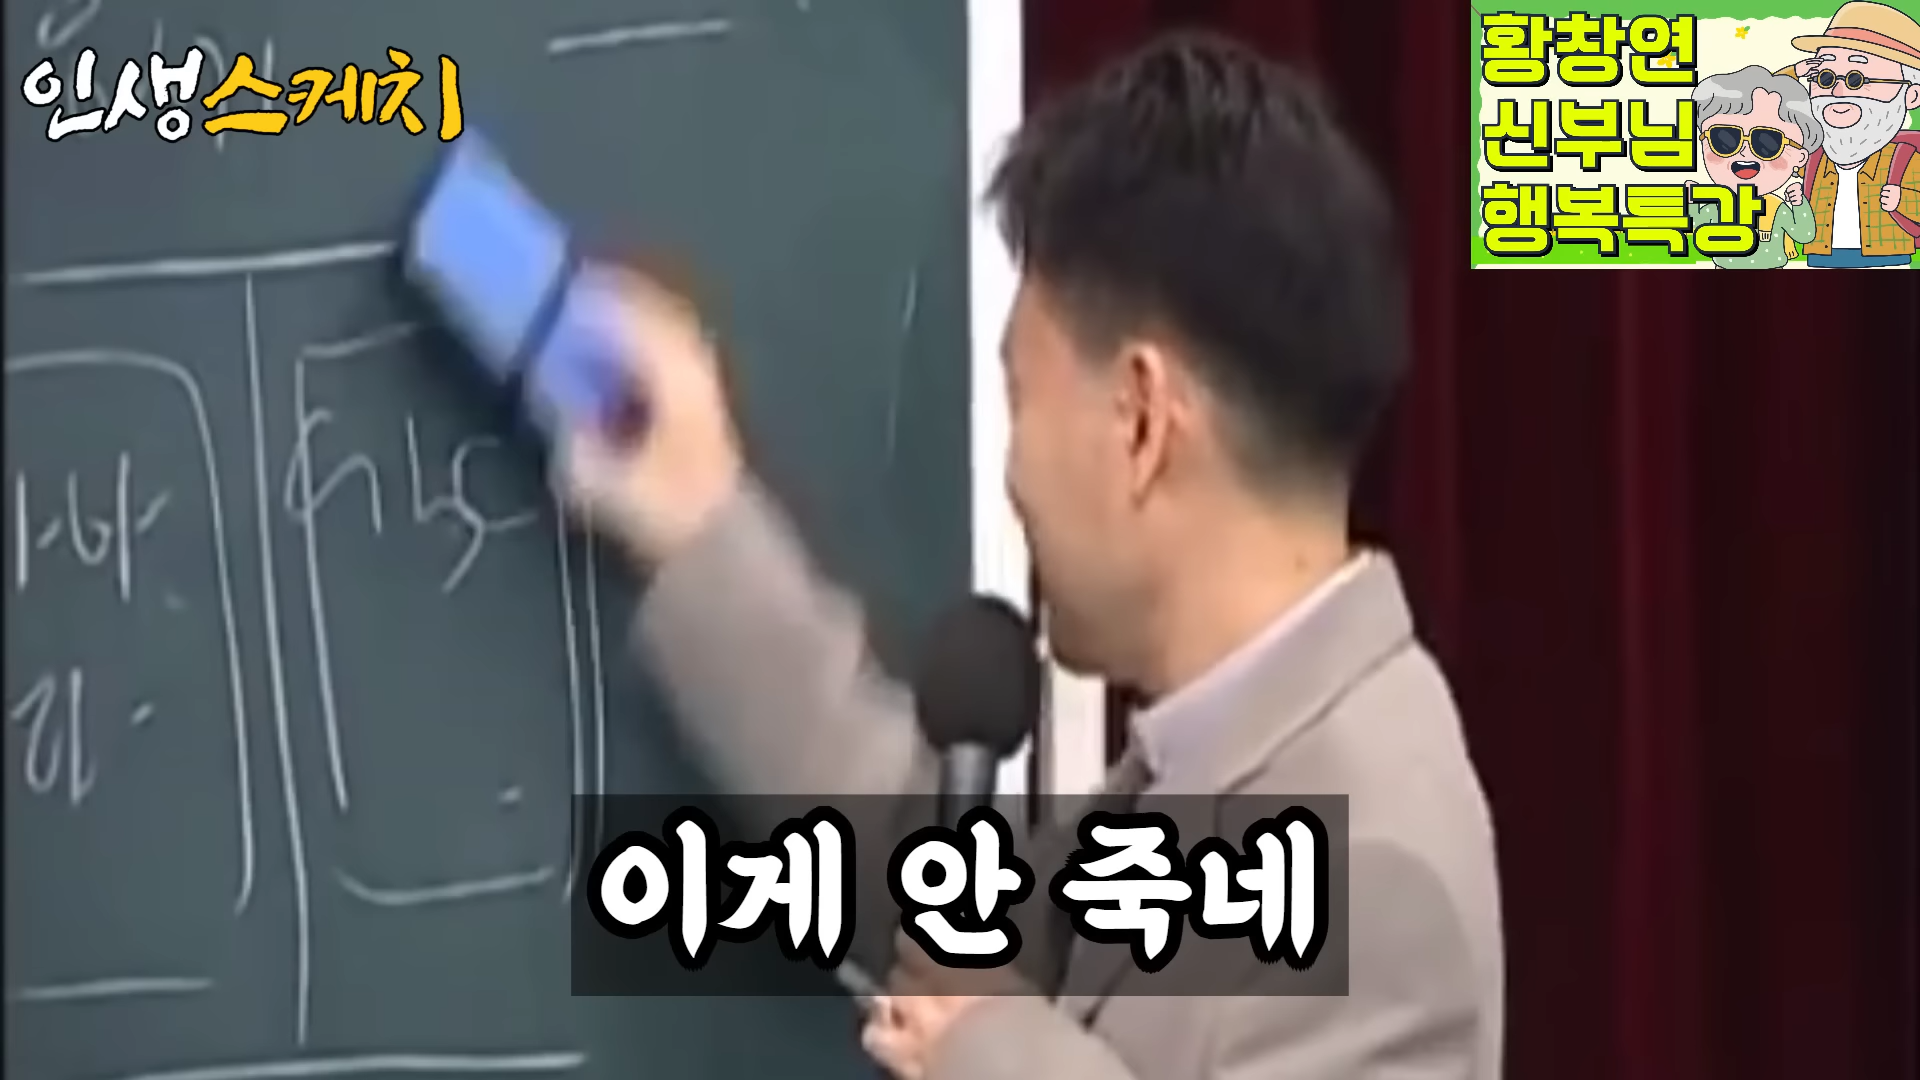 인생스케치
황창연
신부님
행복특강
이게 안 죽네